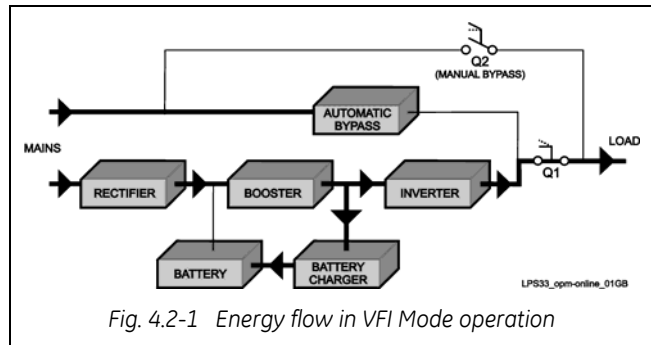 Q2
(MANUAL BYPASS)
AUTOMATIC
BYPASS
MAINS
LOAD
Q1
RECTIFIER
BOOSTER
INVERTER
BATTERY
BATTERY
CHARGER
LPS33_opm-online_01GB
Fig. 4.2-1 Energy flow in VFI Mode operation